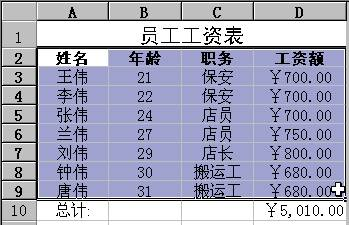 A B C D
1 员工工资表
2 姓名 年龄 职务 工资额
3 王伟 21 保安 ￥700.00
4 李伟 22 保安 ￥700.00
5 张伟 24 店员 ￥700.00
6 兰伟 27 店员 ￥750.00
7 刘伟 29 店长 ￥800.00
8 钟伟 30 搬运工 ￥680.00
9 唐伟 31 搬运工 ￥680.00
10 总计: ￥5,010.00